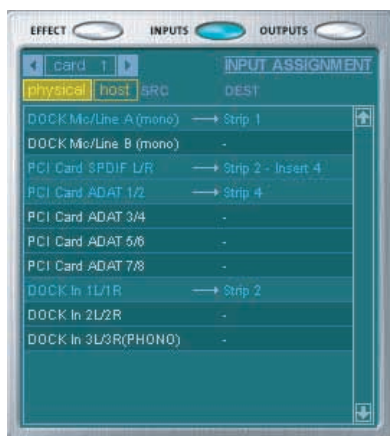 EFFECT INPUTS OUTPUTS
card 1 INPUT ASSIGNMENT
physical host SRC DEST
DOCK Mic/Line A (mono) → Strip 1
DOCK Mic/Line B (mono) -
PCI Card SPDIF L/R → Strip 2 - Insert 4
PCI Card ADAT 1/2 → Strip 4
PCI Card ADAT 3/4 -
PCI Card ADAT 5/6 -
PCI Card ADAT 7/8 -
DOCK In 1L/1R → Strip 2
DOCK In 2L/2R -
DOCK In 3L/3R(PHONO) -